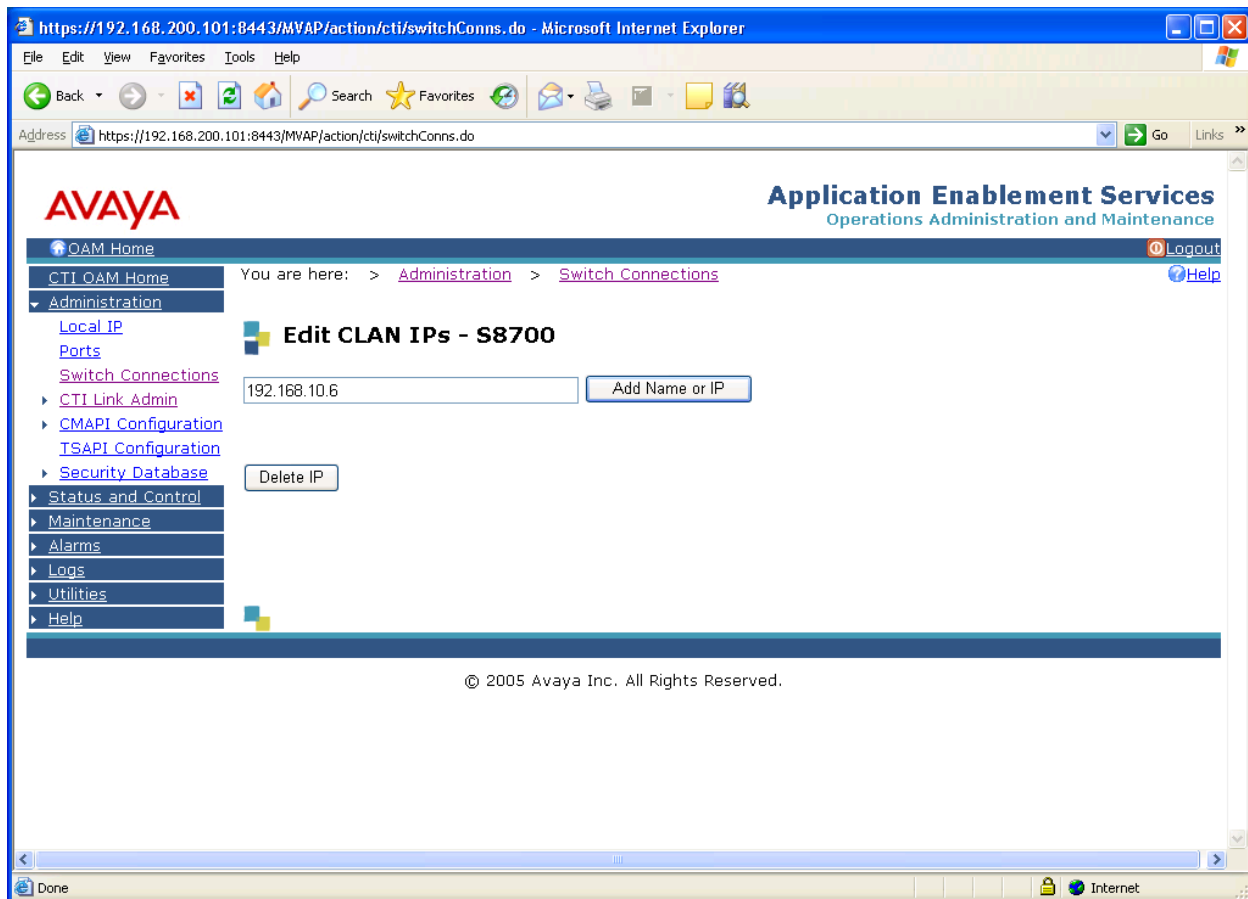 https://192.168.200.101:8443/MVAP/action/cti/switchConns.do - Microsoft Internet Explorer
File Edit View Favorites Tools Help
Back Search Favorites
Address https://192.168.200.101:8443/MVAP/action/cti/switchConns.do Go Links »
AVAYA
Application Enablement Services
Operations Administration and Maintenance
OAM Home Logout
CTI OAM Home
You are here: > Administration > Switch Connections Help
Administration
Local IP
Ports
Switch Connections
CTI Link Admin
CMAPI Configuration
TSAPI Configuration
Security Database
Status and Control
Maintenance
Alarms
Logs
Utilities
Help
Edit CLAN IPs - S8700
192.168.10.6 Add Name or IP
Delete IP
© 2005 Avaya Inc. All Rights Reserved.
Done Internet